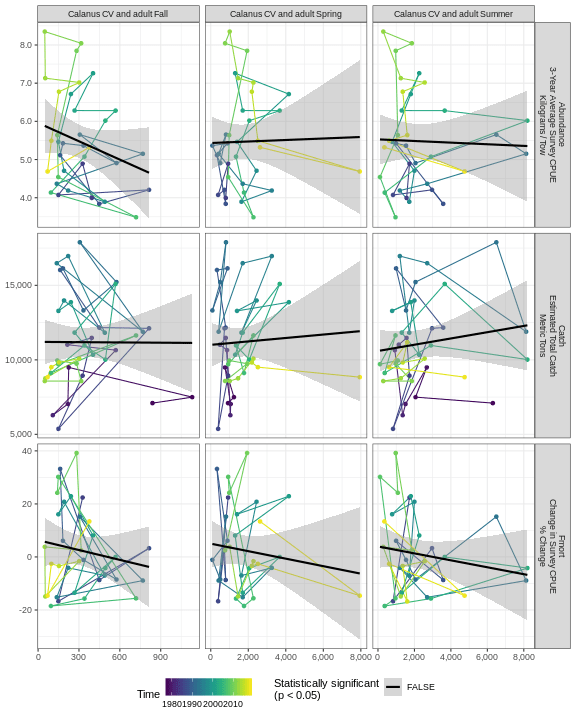 Calanus CV and adult Fall
Calanus CV and adult Spring
Calanus CV and adult Summer
8.0
7.0
6.0
5.0
4.0
Abundance
3-Year Average Survey CPUE
Kilograms / Tow
15,000
10,000
5,000
Catch
Estimated Total Catch
Metric Tons
40
20
0
-20
Fmort
Change in Survey CPUE
% Change
0 300 600 900
0 2,000 4,000 6,000 8,000
0 2,000 4,000 6,000 8,000
Time
1980 1990 2000 2010
Statistically significant
(p < 0.05)
FALSE